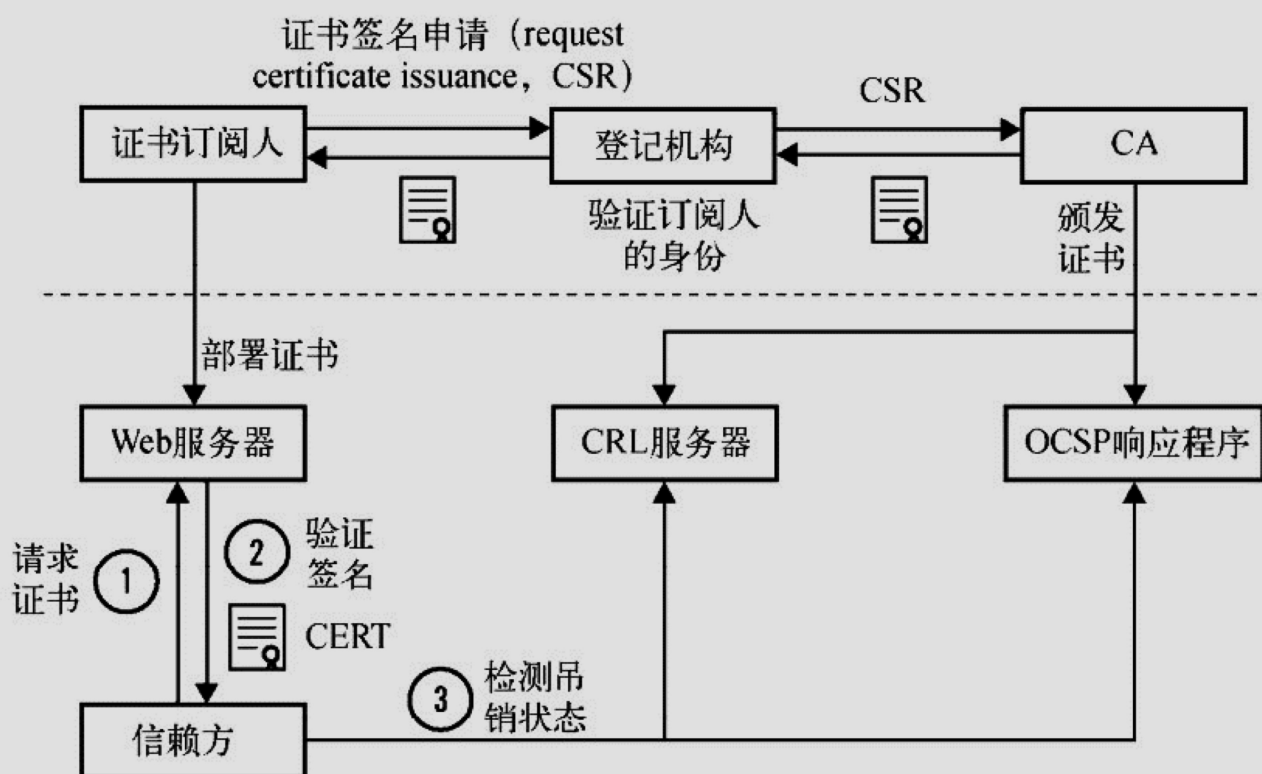 证书签名申请（request
certificate issuance，CSR）
CSR
证书订阅人
登记机构
CA
验证订阅人
的身份
颁发
证书
部署证书
Web服务器
CRL服务器
OCSP响应程序
请求
证书
1
2
验证
签名
CERT
3
检测吊
销状态
信赖方